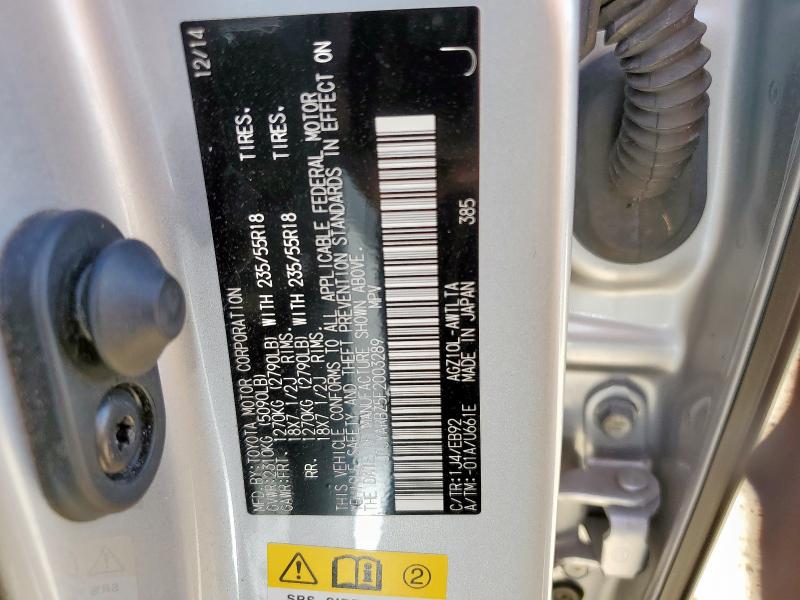 MFD.BY:TOYOTA MOTOR CORPORATION 12/14
GVWR:2310KG (5090LB)
GAWR:FRT. 1270KG (2790LB) WITH 235/55R18 TIRES.
18X7 1/2J RIMS.
RR. 1270KG (2790LB) WITH 235/55R18 TIRES.
18X7 1/2J RIMS.
THIS VEHICLE CONFORMS TO ALL APPLICABLE FEDERAL MOTOR
VEHICLE SAFETY AND THEFT PREVENTION STANDARDS IN EFFECT ON
THE DATE OF MANUFACTURE SHOWN ABOVE.
MPV
C/TR:1J4/EB92 AGZ10L-AWTLTA 385 J
A/TM:-01A/U661E MADE IN JAPAN
2
SRS